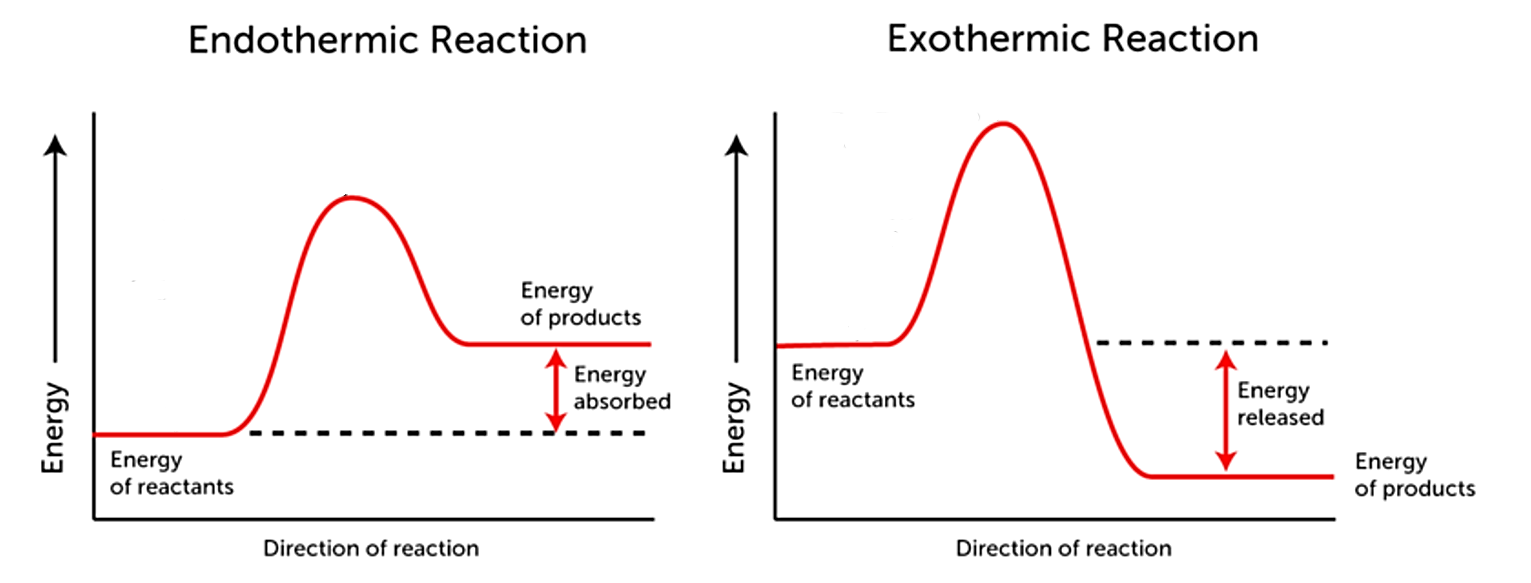 Endothermic Reaction
Energy
Energy
of products
Energy
absorbed
Energy
of reactants
Direction of reaction
Exothermic Reaction
Energy
Energy
of reactants
Energy
released
Energy
of products
Direction of reaction